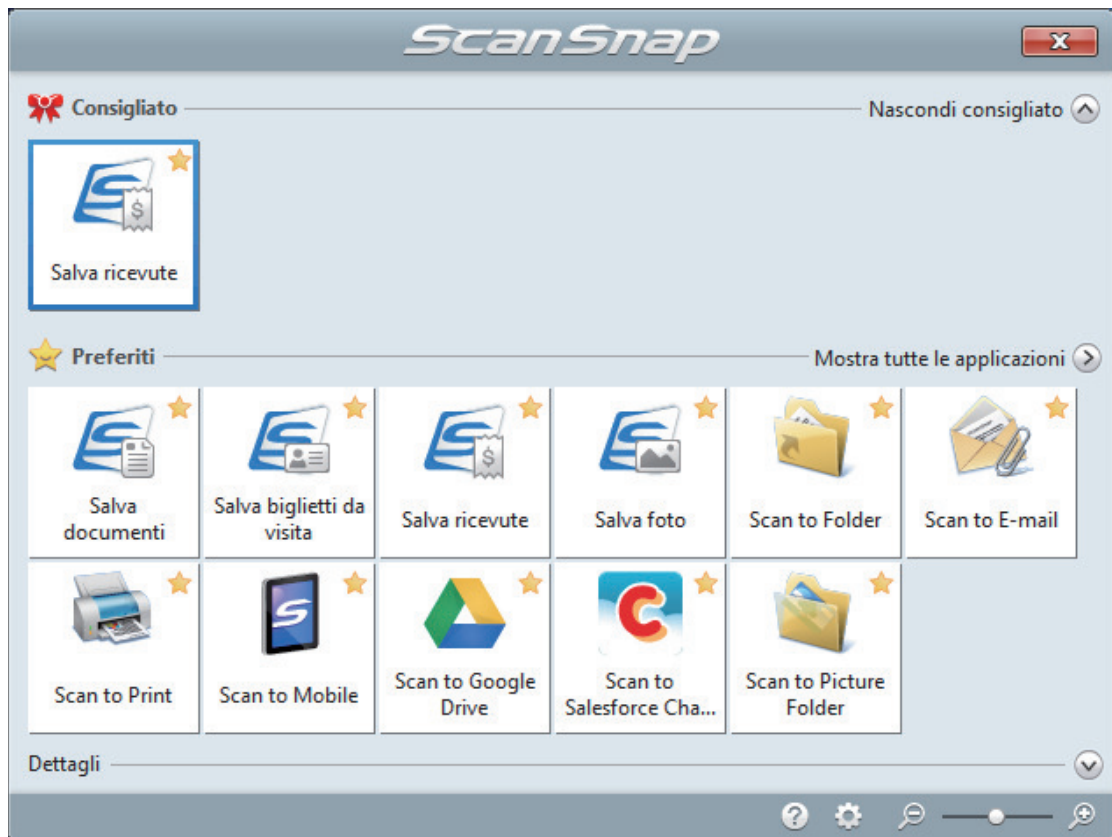 ScanSnap
Consigliato
Nascondi consigliato
Salva ricevute
Preferiti
Mostra tutte le applicazioni
Salva
documenti
Salva biglietti da
visita
Salva ricevute
Salva foto
Scan to Folder
Scan to E-mail
Scan to Print
Scan to Mobile
Scan to Google
Drive
Scan to
Salesforce Cha...
Scan to Picture
Folder
Dettagli